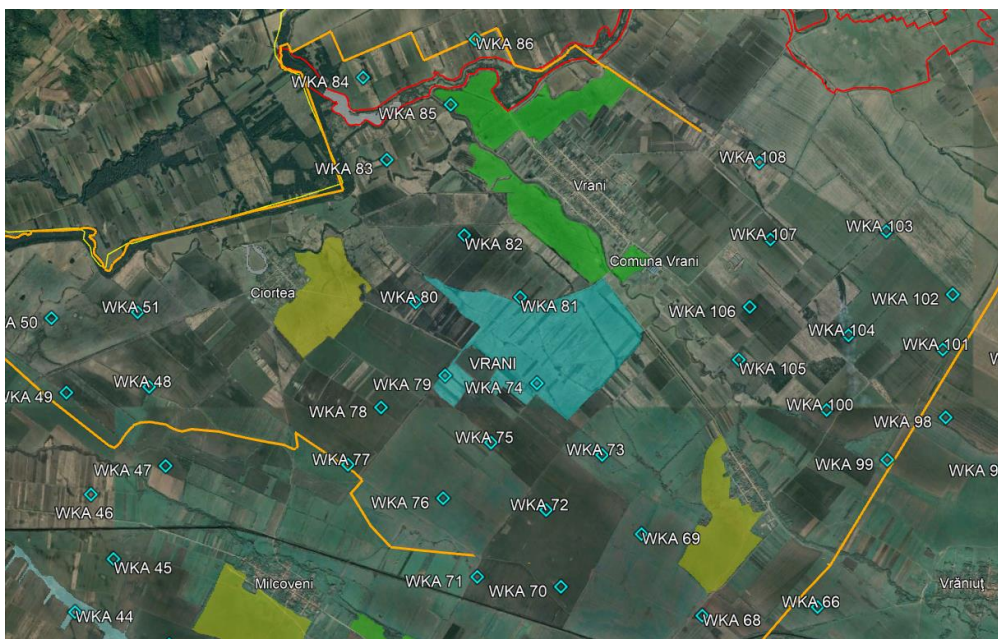 WKA 86
WKA 84
WKA 85
WKA 83
WKA 108
Vrani
WKA 82
WKA 107
WKA 103
Comuna Vrani
Ciortea
WKA 51
WKA 80
WKA 81
WKA 106
WKA 102
A 50
WKA 104
WKA 101
VRANI
WKA 79
WKA 74
WKA 105
WKA 48
WKA 49
WKA 78
WKA 100
WKA 98
WKA 75
WKA 73
WKA 77
WKA 47
WKA 99
WKA 9
WKA 76
WKA 46
WKA 72
WKA 69
WKA 45
WKA 71
WKA 70
Milcoveni
Vrăniuţ
WKA 44
WKA 68
WKA 66